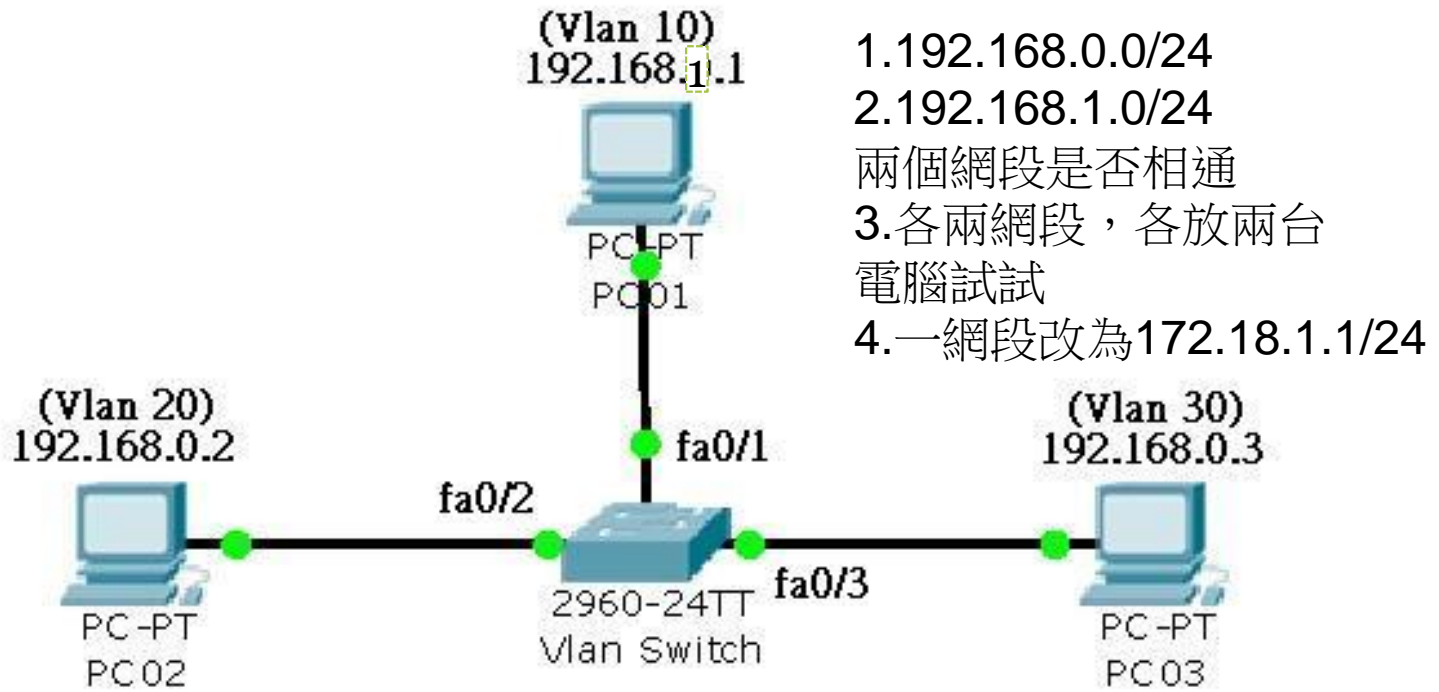 (Vlan 10)
192.168.1.1
PC-PT
PC01
1.192.168.0.0/24
2.192.168.1.0/24
兩個網段是否相通
3.各兩網段，各放兩台
電腦試試
4.一網段改為172.18.1.1/24
(Vlan 20)
192.168.0.2
PC-PT
PC02
fa0/1
fa0/2
fa0/3
2960-24TT
Vlan Switch
(Vlan 30)
192.168.0.3
PC-PT
PC03